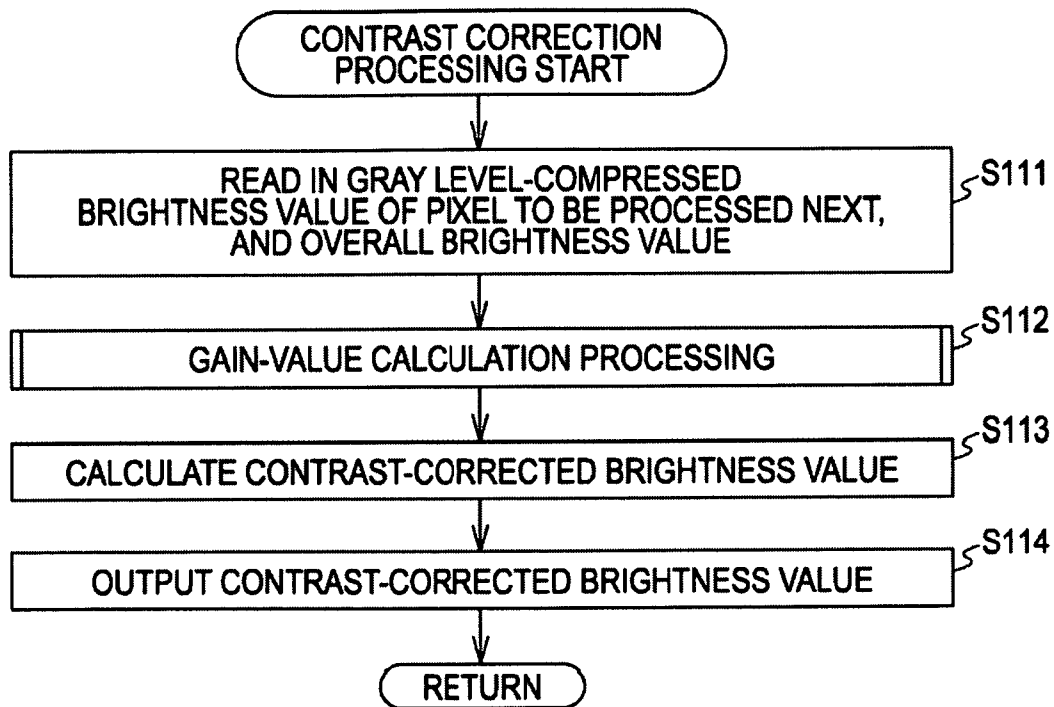 CONTRAST CORRECTION
PROCESSING START
READ IN GRAY LEVEL-COMPRESSED
BRIGHTNESS VALUE OF PIXEL TO BE PROCESSED NEXT,
AND OVERALL BRIGHTNESS VALUE
S111
GAIN-VALUE CALCULATION PROCESSING
S112
CALCULATE CONTRAST-CORRECTED BRIGHTNESS VALUE
S113
OUTPUT CONTRAST-CORRECTED BRIGHTNESS VALUE
S114
RETURN